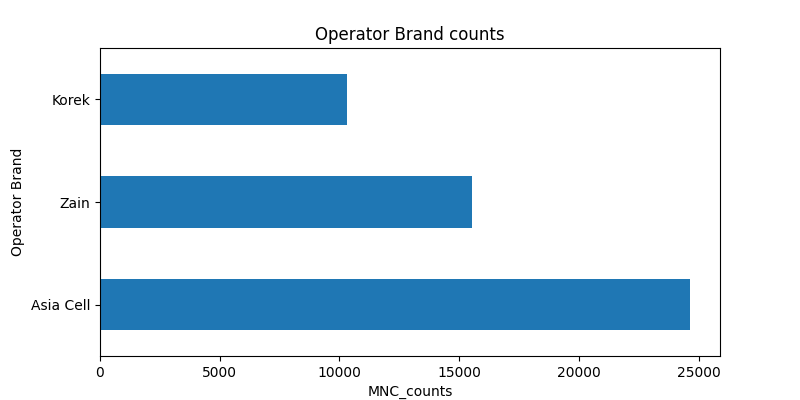 Operator Brand counts
Operator Brand
Korek
Zain
Asia Cell
0 5000 10000 15000 20000 25000
MNC_counts